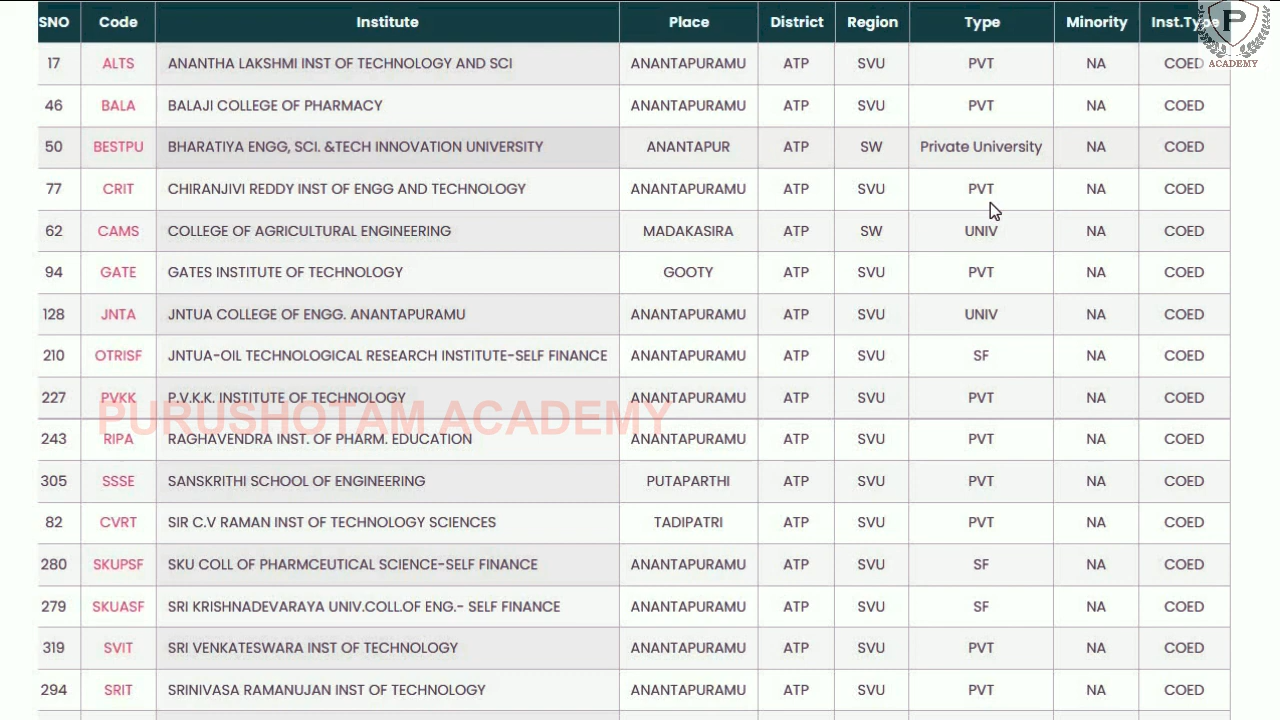 SNO Code Institute Place District Region Type Minority Inst.Type
17 ALTS ANANTHA LAKSHMI INST OF TECHNOLOGY AND SCI ANANTAPURAMU ATP SVU PVT NA COED
46 BALA BALAJI COLLEGE OF PHARMACY ANANTAPURAMU ATP SVU PVT NA COED
50 BESTPU BHARATIYA ENGG, SCI. &TECH INNOVATION UNIVERSITY ANANTAPUR ATP SW Private University NA COED
77 CRIT CHIRANJIVI REDDY INST OF ENGG AND TECHNOLOGY ANANTAPURAMU ATP SVU PVT NA COED
62 CAMS COLLEGE OF AGRICULTURAL ENGINEERING MADAKASIRA ATP SW UNIV NA COED
94 GATE GATES INSTITUTE OF TECHNOLOGY GOOTY ATP SVU PVT NA COED
128 JNTA JNTUA COLLEGE OF ENGG. ANANTAPURAMU ANANTAPURAMU ATP SVU UNIV NA COED
210 OTRISF JNTUA-OIL TECHNOLOGICAL RESEARCH INSTITUTE-SELF FINANCE ANANTAPURAMU ATP SVU SF NA COED
227 PVKK P.V.K.K. INSTITUTE OF TECHNOLOGY ANANTAPURAMU ATP SVU PVT NA COED
243 RIPA RAGHAVENDRA INST. OF PHARM. EDUCATION ANANTAPURAMU ATP SVU PVT NA COED
305 SSSE SANSKRITHI SCHOOL OF ENGINEERING PUTAPARTHI ATP SVU PVT NA COED
82 CVRT SIR C.V RAMAN INST OF TECHNOLOGY SCIENCES TADIPATRI ATP SVU PVT NA COED
280 SKUPSF SKU COLL OF PHARMCEUTICAL SCIENCE-SELF FINANCE ANANTAPURAMU ATP SVU SF NA COED
279 SKUASF SRI KRISHNADEVARAYA UNIV.COLL.OF ENG.- SELF FINANCE ANANTAPURAMU ATP SVU SF NA COED
319 SVIT SRI VENKATESWARA INST OF TECHNOLOGY ANANTAPURAMU ATP SVU PVT NA COED
294 SRIT SRINIVASA RAMANUJAN INST OF TECHNOLOGY ANANTAPURAMU ATP SVU PVT NA COED
PURUSHOTAM ACADEMY
P
ACADEMY